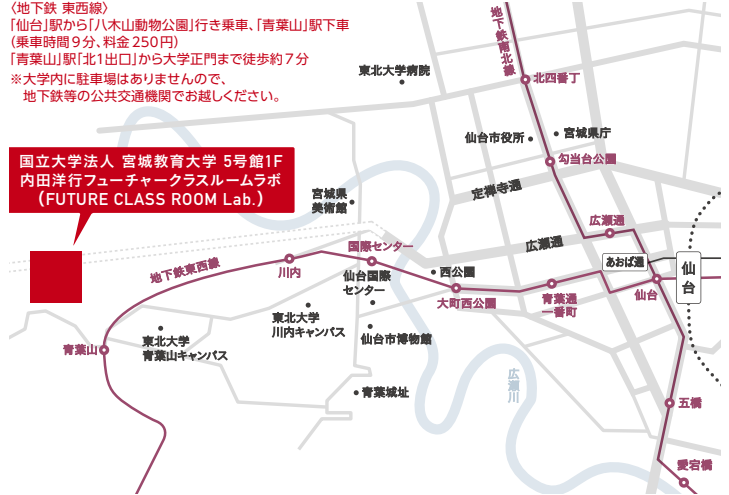 〈地下鉄 東西線〉
「仙台」駅から「八木山動物公園」行き乗車、「青葉山」駅下車
（乗車時間9分、料金250円）
「青葉山」駅「北1出口」から大学正門まで徒歩約7分
※大学内に駐車場はありませんので、
地下鉄等の公共交通機関でお越しください。
国立大学法人 宮城教育大学 5号館1F
内田洋行フューチャークラスルームラボ
（FUTURE CLASS ROOM Lab.）
地下鉄南北線
東北大学病院
北四番丁
仙台市役所
宮城県庁
勾当台公園
定禅寺通
宮城県
美術館
広瀬通
広瀬通
国際センター
あおば通
仙台
地下鉄東西線
川内
仙台国際
センター
西公園
大町西公園
青葉通
一番町
仙台
東北大学
川内キャンパス
仙台市博物館
東北大学
青葉山キャンパス
青葉山
青葉城址
広瀬川
五橋
愛宕橋